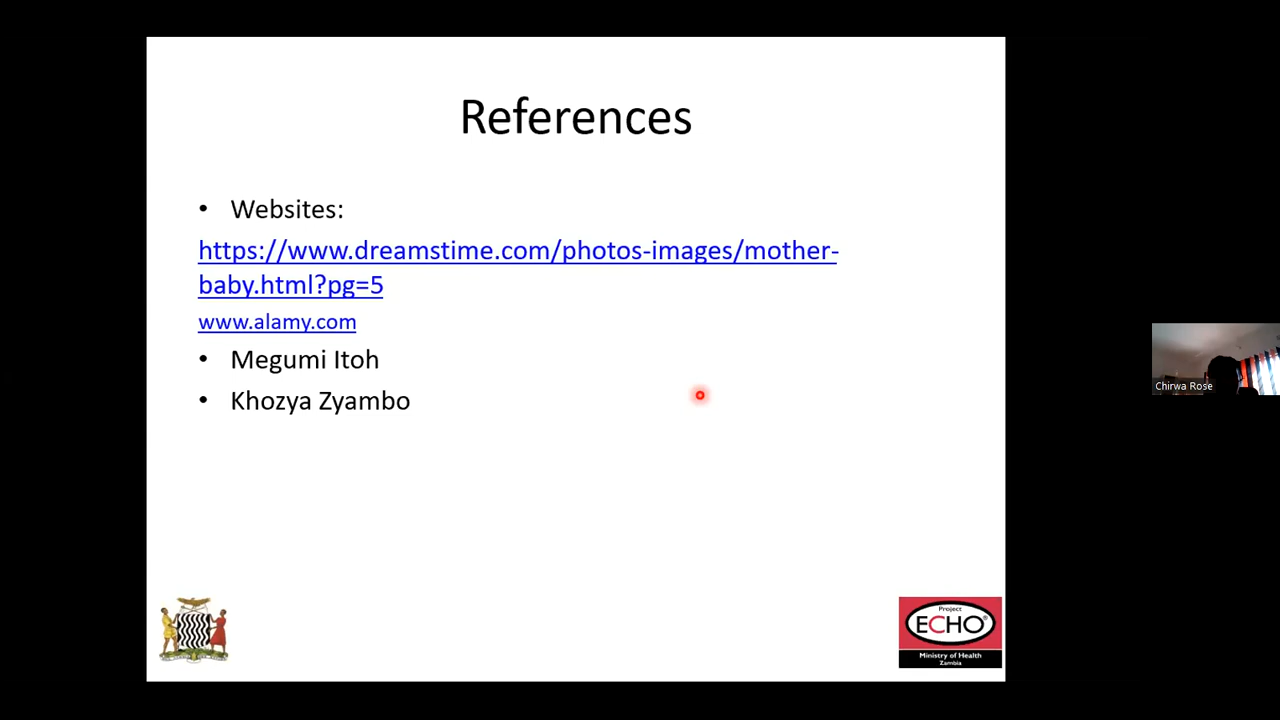 References
• Websites:
https://www.dreamstime.com/photos-images/mother-
baby.html?pg=5
www.alamy.com
• Megumi Itoh
• Khozya Zyambo
Chirwa Rose
Project
ECHO®
Ministry of Health
Zambia